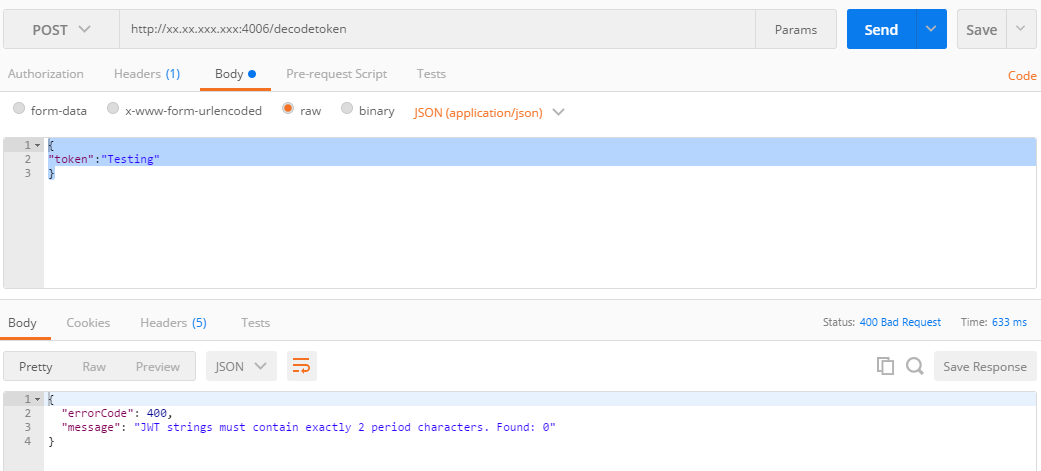 POST http://xx.xx.xxx.xxx:4006/decodetoken Params Send Save
Authorization Headers (1) Body Pre-request Script Tests Code
form-data x-www-form-urlencoded raw binary JSON (application/json)
1 {
2 "token":"Testing"
3 }
Body Cookies Headers (5) Tests Status: 400 Bad Request Time: 633 ms
Pretty Raw Preview JSON Save Response
1 {
2 "errorCode": 400,
3 "message": "JWT strings must contain exactly 2 period characters. Found: 0"
4 }